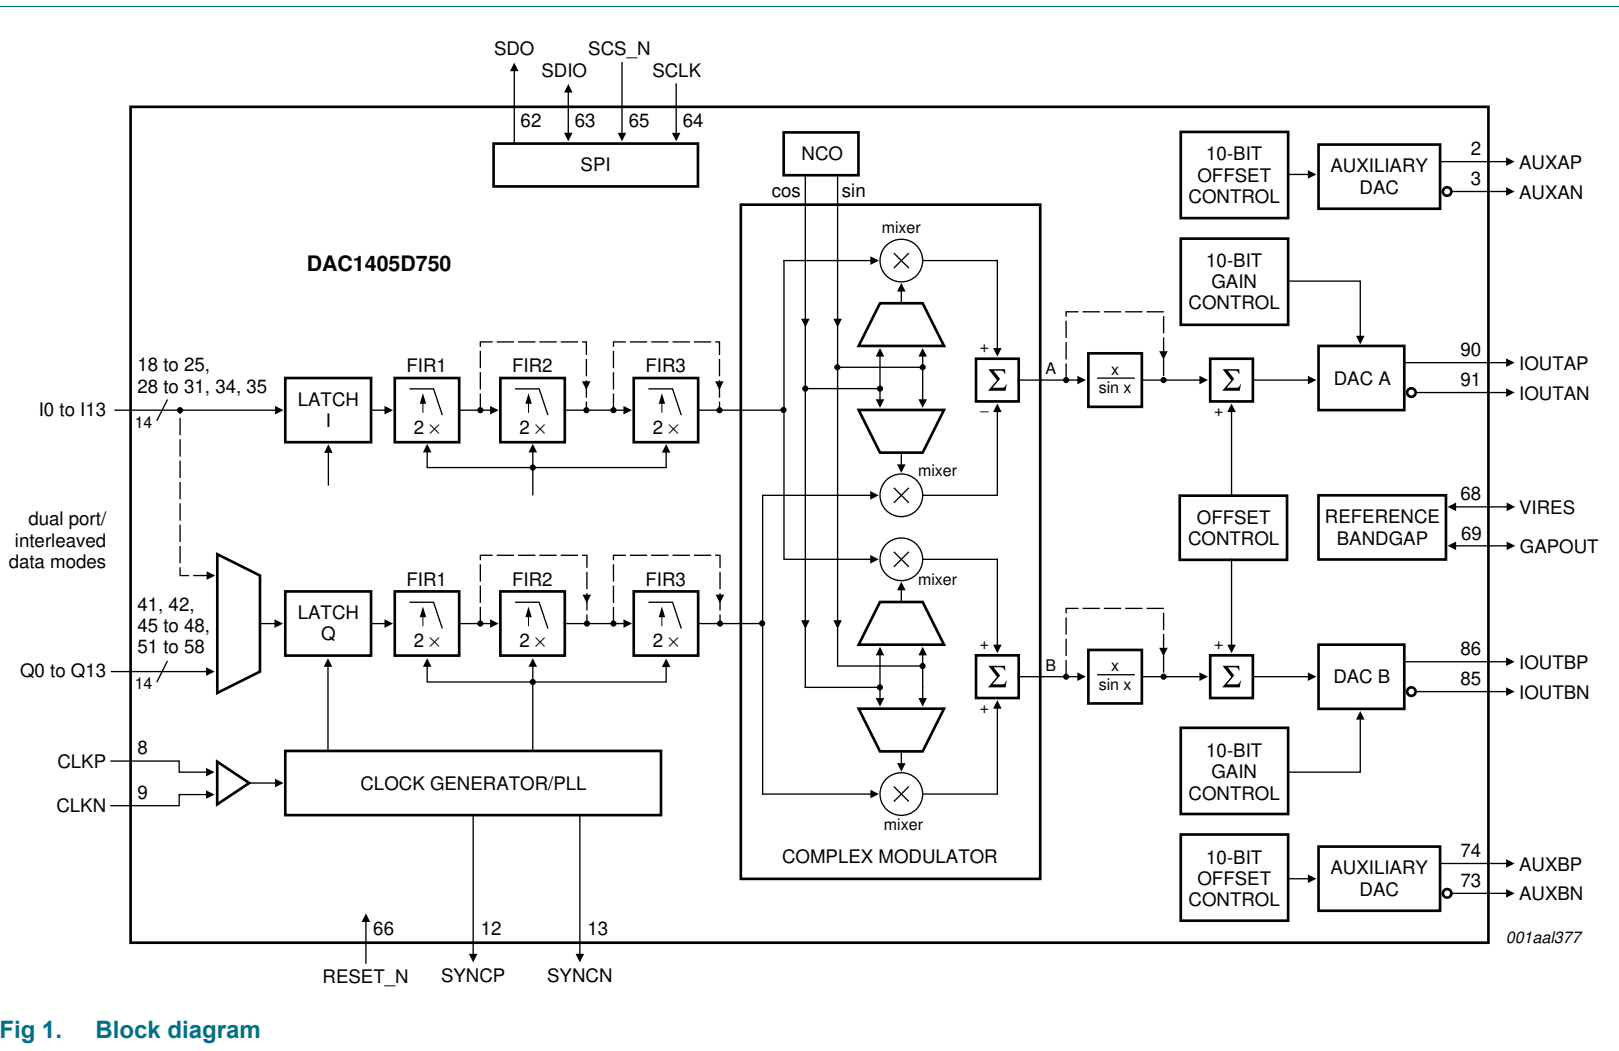 SDO
SDIO
SCS_N
SCLK
62
63
65
64
SPI
NCO
cos
sin
DAC1405D750
mixer
10-BIT
OFFSET
CONTROL
AUXILIARY
DAC
2
AUXAP
3
AUXAN
10-BIT
GAIN
CONTROL
18 to 25,
28 to 31, 34, 35
I0 to I13
14
LATCH
I
FIR1
2 ×
FIR2
2 ×
FIR3
2 ×
+
Σ
–
A
x
sin x
Σ
+
DAC A
90
IOUTAP
91
IOUTAN
mixer
dual port/
interleaved
data modes
OFFSET
CONTROL
REFERENCE
BANDGAP
68
VIRES
69
GAPOUT
mixer
41, 42,
45 to 48,
51 to 58
Q0 to Q13
14
LATCH
Q
FIR1
2 ×
FIR2
2 ×
FIR3
2 ×
+
Σ
+
B
x
sin x
+
Σ
DAC B
86
IOUTBP
85
IOUTBN
8
CLKP
9
CLKN
CLOCK GENERATOR/PLL
mixer
COMPLEX MODULATOR
10-BIT
GAIN
CONTROL
10-BIT
OFFSET
CONTROL
AUXILIARY
DAC
74
AUXBP
73
AUXBN
66
RESET_N
12
SYNCP
13
SYNCN
001aal377
Fig 1. Block diagram